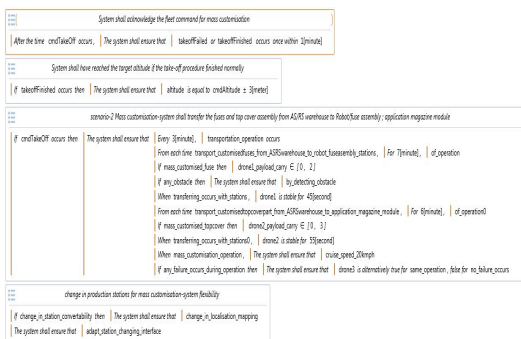 System shall acknowledge the fleet command for mass customisation
After the time cmdTakeOff occurs , The system shall ensure that takeoffFailed or takeoffFinished occurs once within 1[minute]
System shall have reached the target altitude if the take-off procedure finished normally
If takeoffFinished occurs then The system shall ensure that altitude is equal to cmdAltitude ± 3[meter]
scenario-2 Mass customisation-system shall transfer the fuses and top cover assembly from AS/RS warehouse to Robot/fuse assembly ; application magazine module
If cmdTakeOff occurs then The system shall ensure that Every 3[minute] , transportation_operation occurs
From each time transport_customisedfuses_from_ASRSwarehouse_to_robot_fuseasembly_stations , For 7[minute] , of_operation
If mass_customised_fuse then drone1_payload_carry ∈ [ 0 , 2 ]
If any_obstacle then The system shall ensure that by_detecting_obstacle
When transferring_occurs_with_stations , drone1 is stable for 45[second]
From each time transport_customisedtopcoverpart_from_ASRSwarehouse_to_application_magazine_module , For 6[minute] , of_operation0
If mass_customised_topcover then drone2_payload_carry ∈ [ 0 , 3 ]
When transferring_occurs_with_stations0 , drone2 is stable for 55[second]
When mass_customisation_operation , The system shall ensure that cruise_speed_20kmph
If any_failure_occurs_during_operation then The system shall ensure that drone3 is alternatively true for same_operation , false for no_failure_occurs
change in production stations for mass customisation-system flexibility
If change_in_station_convertability then The system shall ensure that change_in_localisation_mapping
The system shall ensure that adapt_station_changing_interface